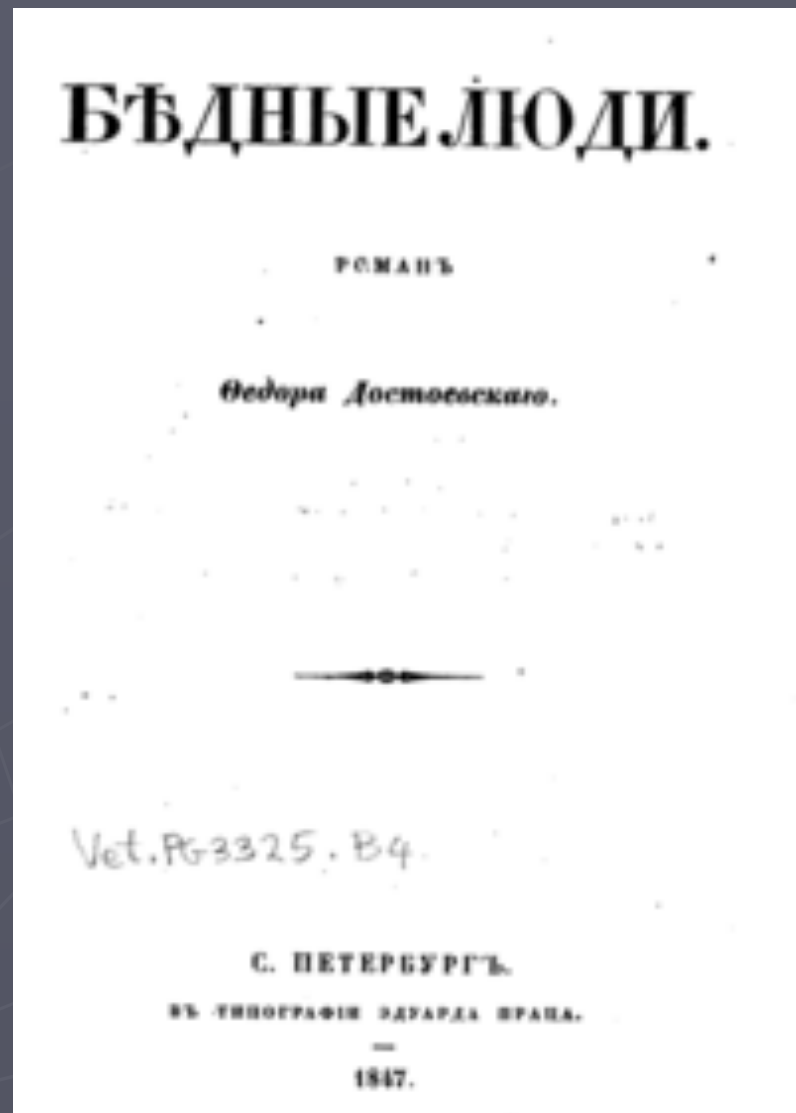 БѢДНЫЕ ЛЮДИ.
РОМАНЪ
Ѳедора Достоевскаго.
Vet.PG3325.B4
С. ПЕТЕРБУРГЪ.
ВЪ ТИПОГРАФІИ ЭДУАРДА ПРАЦА.
1847.